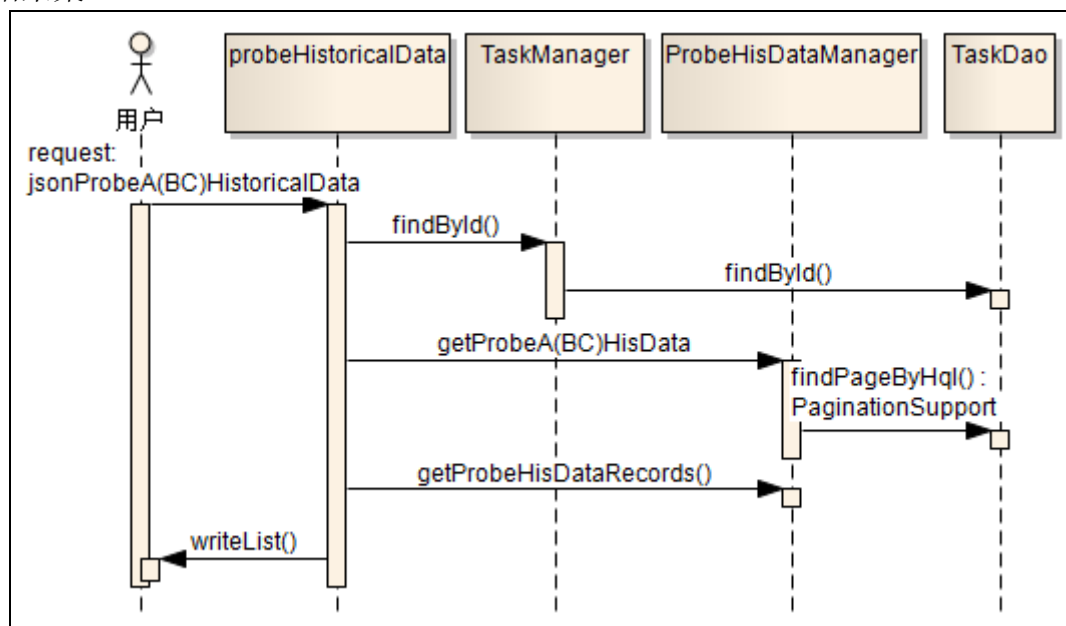 probeHistoricalData
TaskManager
ProbeHisDataManager
TaskDao
用户
request:
jsonProbeA(BC)HistoricalData
findById()
findById()
getProbeA(BC)HisData
findPageByHql() :
PaginationSupport
getProbeHisDataRecords()
writeList()